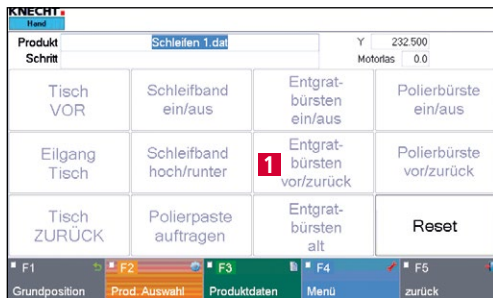 KNECHT
Hand
Produkt Schleifen 1.dat Y 232.500
Schritt Motorlas 0.0
Tisch
VOR
Schleifband
ein/aus
Entgrat-
bürsten
ein/aus
Polierbürste
ein/aus
Eilgang
Tisch
Schleifband
hoch/runter
1
Entgrat-
bürsten
vor/zurück
Polierbürste
vor/zurück
Tisch
ZURÜCK
Polierpaste
auftragen
Entgrat-
bürsten
alt
Reset
F1 F2 F3 F4 F5
Grundposition Prod. Auswahl Produktdaten Menü zurück